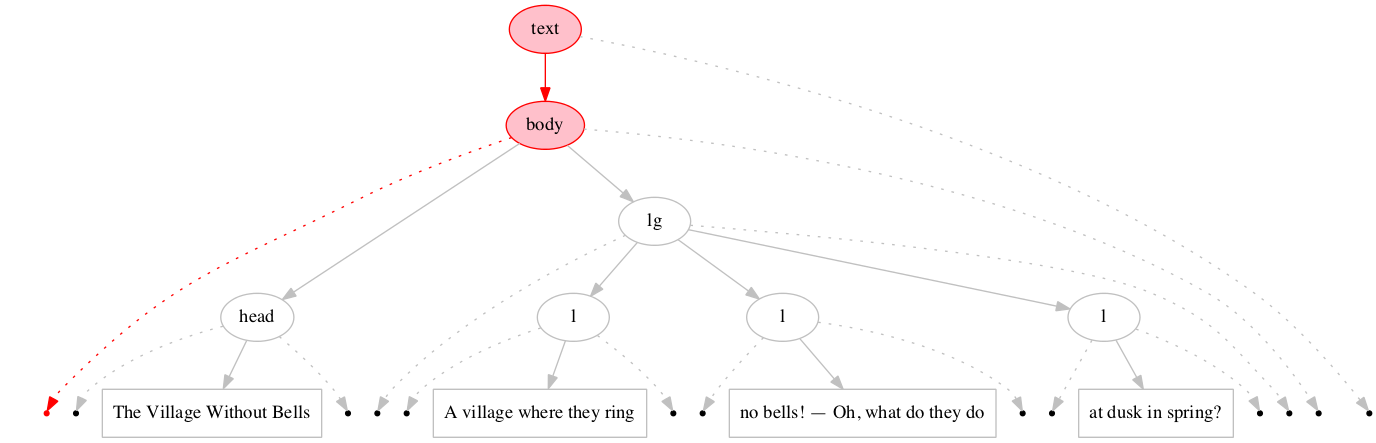 text
body
lg
head
l
l
l
The Village Without Bells
A village where they ring
no bells! — Oh, what do they do
at dusk in spring?